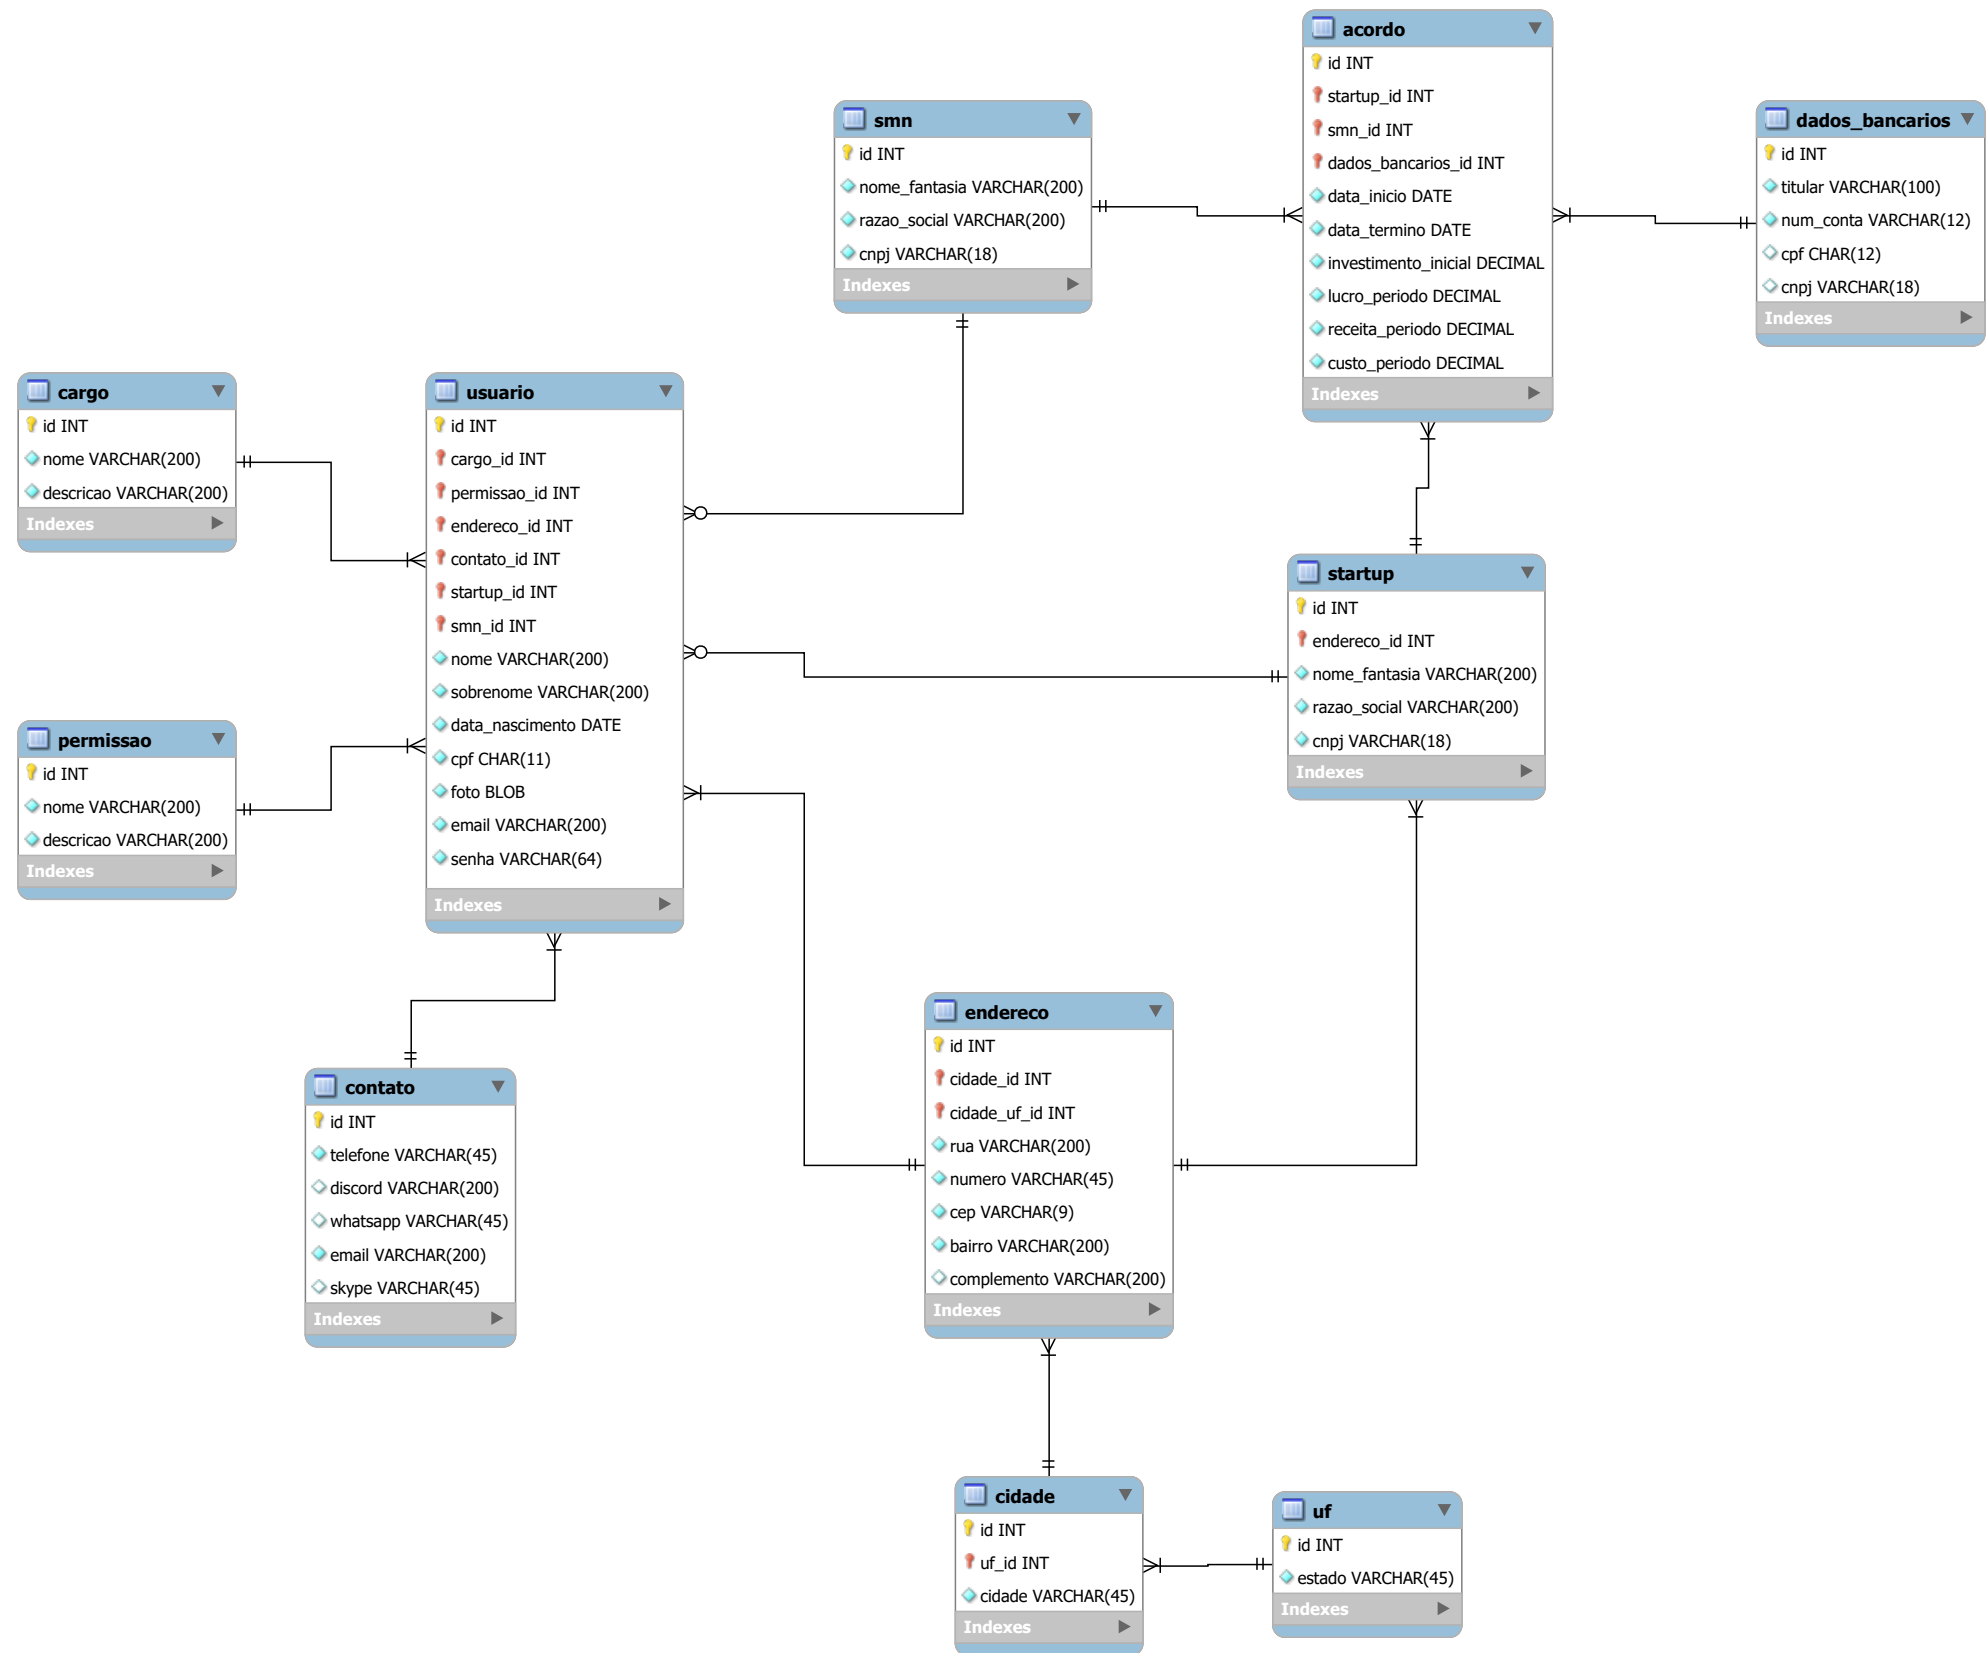 acordo
id INT
startup_id INT
smn_id INT
dados_bancarios_id INT
data_inicio DATE
data_termino DATE
investimento_inicial DECIMAL
lucro_periodo DECIMAL
receita_periodo DECIMAL
custo_periodo DECIMAL
Indexes
smn
id INT
nome_fantasia VARCHAR(200)
razao_social VARCHAR(200)
cnpj VARCHAR(18)
Indexes
dados_bancarios
id INT
titular VARCHAR(100)
num_conta VARCHAR(12)
cpf CHAR(12)
cnpj VARCHAR(18)
Indexes
cargo
id INT
nome VARCHAR(200)
descricao VARCHAR(200)
Indexes
usuario
id INT
cargo_id INT
permissao_id INT
endereco_id INT
contato_id INT
startup_id INT
smn_id INT
nome VARCHAR(200)
sobrenome VARCHAR(200)
data_nascimento DATE
cpf CHAR(11)
foto BLOB
email VARCHAR(200)
senha VARCHAR(64)
Indexes
startup
id INT
endereco_id INT
nome_fantasia VARCHAR(200)
razao_social VARCHAR(200)
cnpj VARCHAR(18)
Indexes
permissao
id INT
nome VARCHAR(200)
descricao VARCHAR(200)
Indexes
endereco
id INT
cidade_id INT
cidade_uf_id INT
rua VARCHAR(200)
numero VARCHAR(45)
cep VARCHAR(9)
bairro VARCHAR(200)
complemento VARCHAR(200)
Indexes
contato
id INT
telefone VARCHAR(45)
discord VARCHAR(200)
whatsapp VARCHAR(45)
email VARCHAR(200)
skype VARCHAR(45)
Indexes
cidade
id INT
uf_id INT
cidade VARCHAR(45)
Indexes
uf
id INT
estado VARCHAR(45)
Indexes